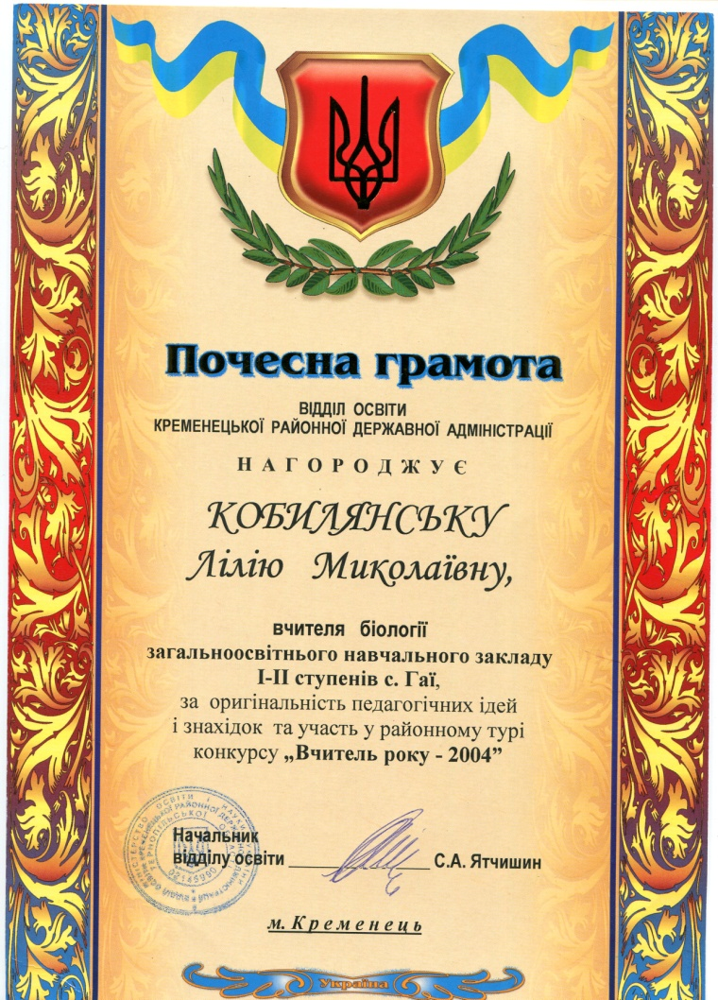 Почесна грамота
ВІДДІЛ ОСВІТИ
КРЕМЕНЕЦЬКОЇ РАЙОННОЇ ДЕРЖАВНОЇ АДМІНІСТРАЦІЇ
НАГОРОДЖУЄ
КОБИЛЯНСЬКУ
Лілію Миколаївну,
вчителя біології
загальноосвітнього навчального закладу
І-ІІ ступенів с. Гаї,
за оригінальність педагогічних ідей
і знахідок та участь у районному турі
конкурсу „Вчитель року - 2004”
Начальник
відділу освіти С.А. Ятчишин
м. Кременець
Україна